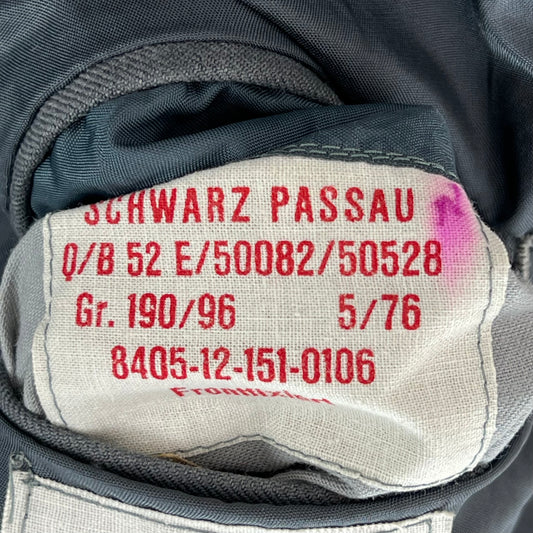 SCHWARZ PASSAU
Q/B 52 E/50082/50528
Gr. 190/96 5/76
8405-12-151-0106